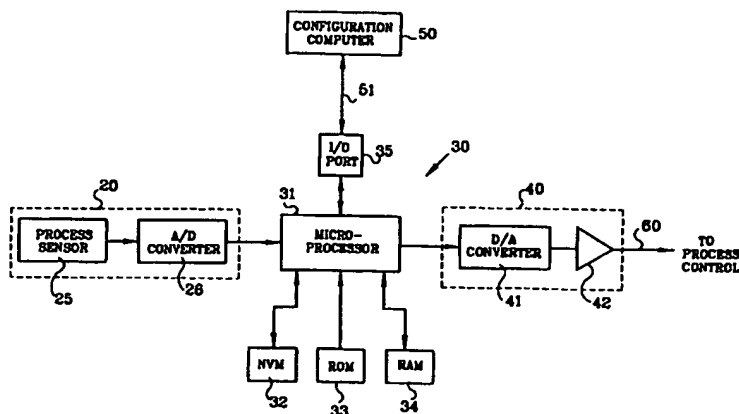 CONFIGURATION
COMPUTER
50
51
I/O
PORT
35
30
20
31
40
PROCESS
SENSOR
A/D
CONVERTER
MICRO-
PROCESSOR
D/A
CONVERTER
60
TO
PROCESS
CONTROL
25
26
41
42
NVM
ROM
RAM
32
33
34